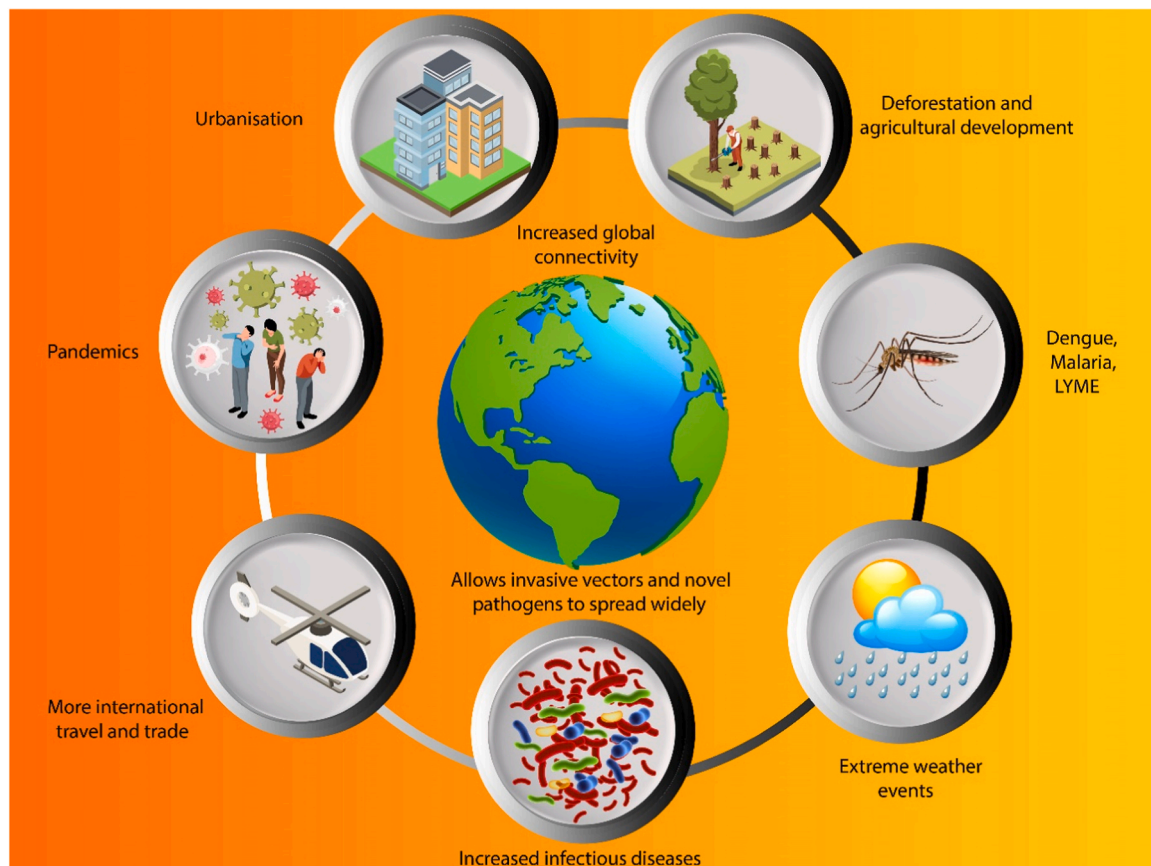 Urbanisation
Deforestation and
agricultural development
Increased global
connectivity
Pandemics
Dengue,
Malaria,
LYME
Allows invasive vectors and novel
pathogens to spread widely
More international
travel and trade
Extreme weather
events
Increased infectious diseases